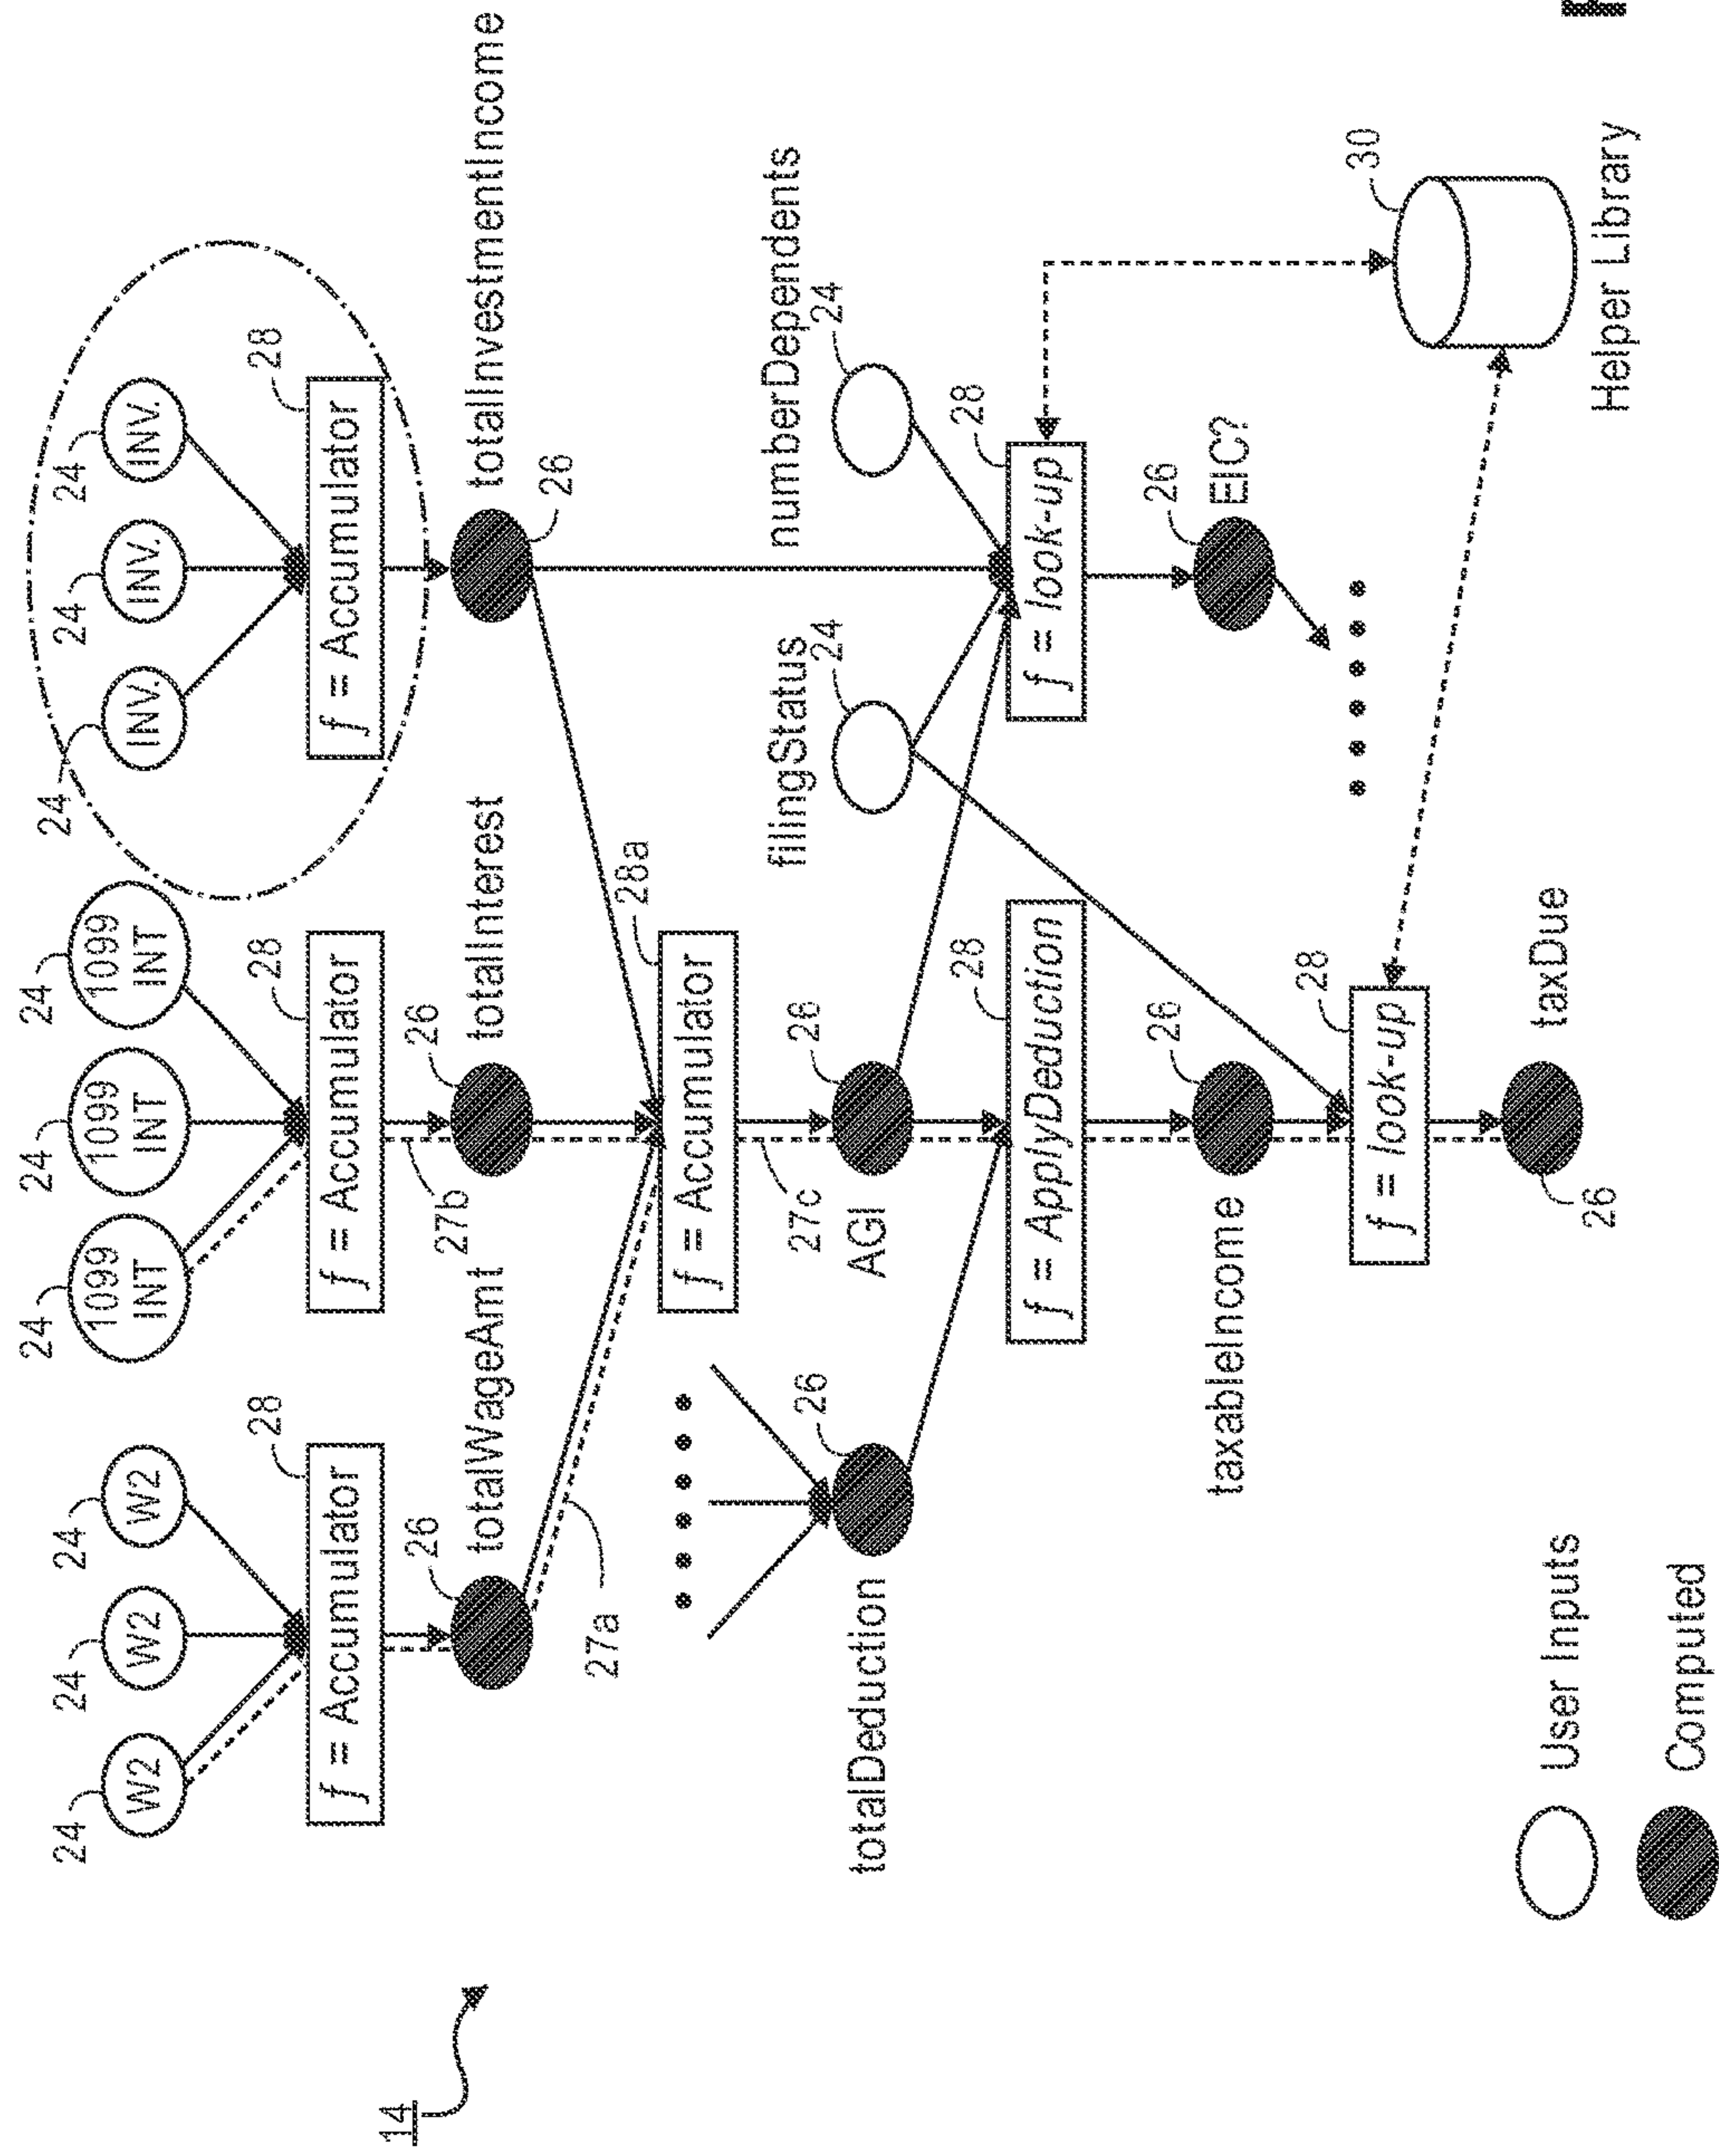 24 24 24 24 24 24 24 24 24
W2 W2 W2 1099 INT 1099 INT 1099 INT INV. INV. INV.
28 28 28
f = Accumulator f = Accumulator f = Accumulator
26 totalWageAmt 27b 26 totalInterest totalInvestmentIncome
26
27a 28a
f = Accumulator
27c
fillingStatus numberDependents
26 26 24 24
totalDeduction AGI
28 28
f = ApplyDeduction f = look-up
26 26
taxableIncome EIC?
28 30
f = look-up
taxDue
26
Helper Library
14
User Inputs
Computed